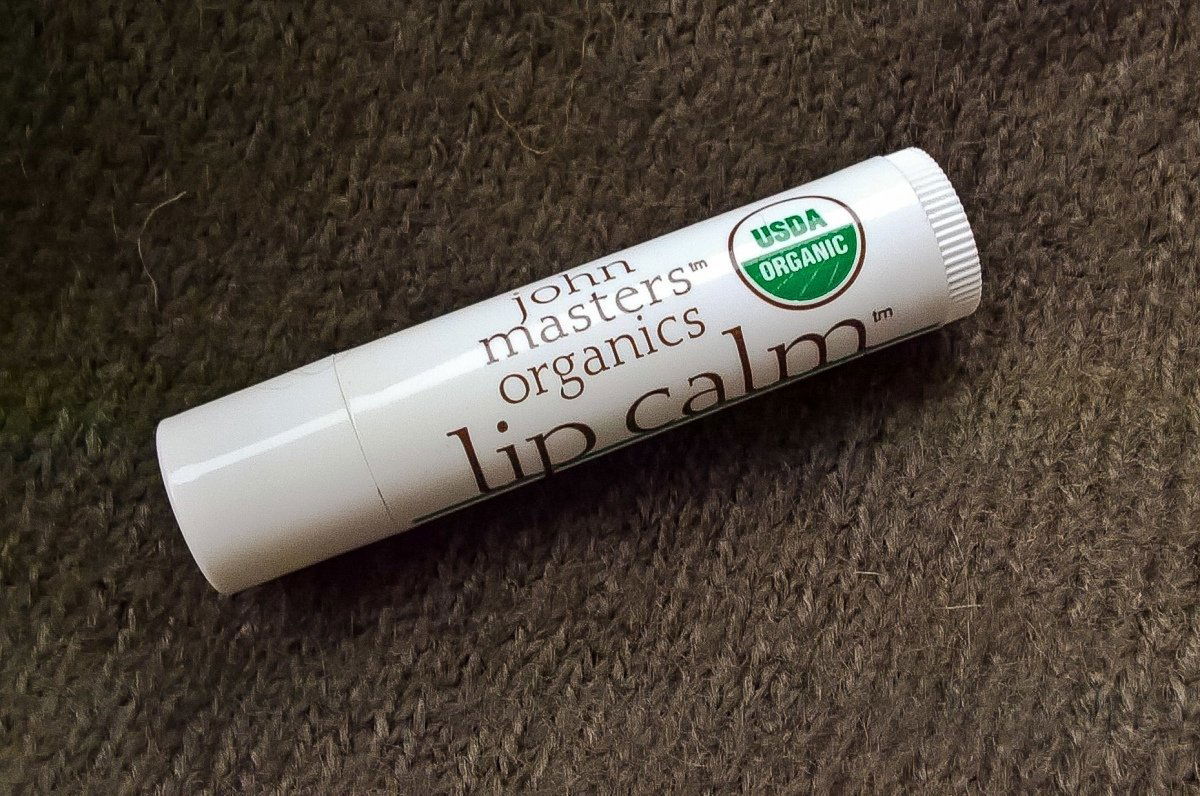 john
masters™
organics
lip calm™
USDA
ORGANIC